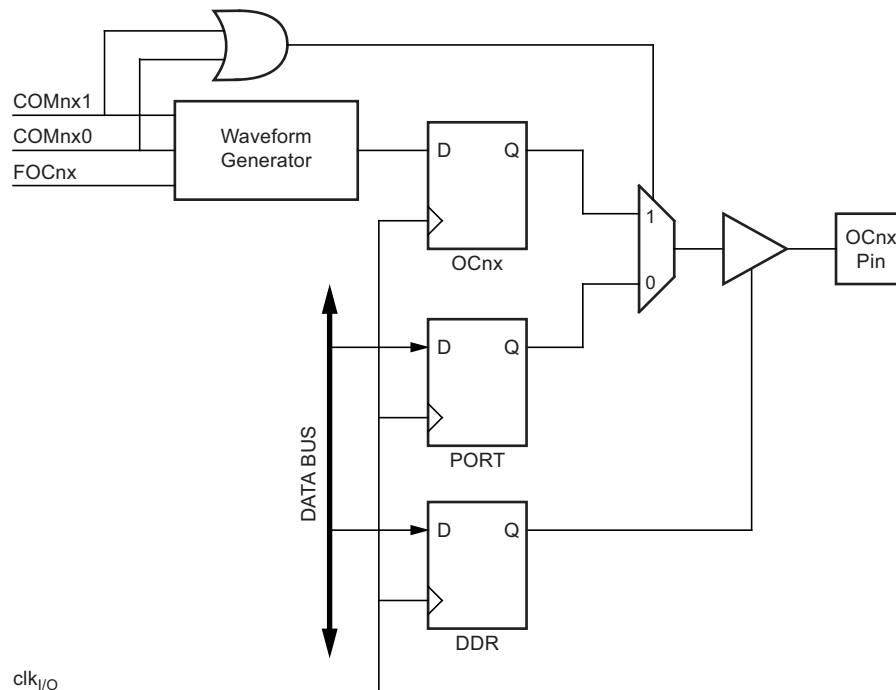 COMnx1
COMnx0
FOCnx
Waveform
Generator
D Q
OCnx
1
0
OCnx
Pin
D Q
PORT
DATA BUS
D Q
DDR
clkI/O